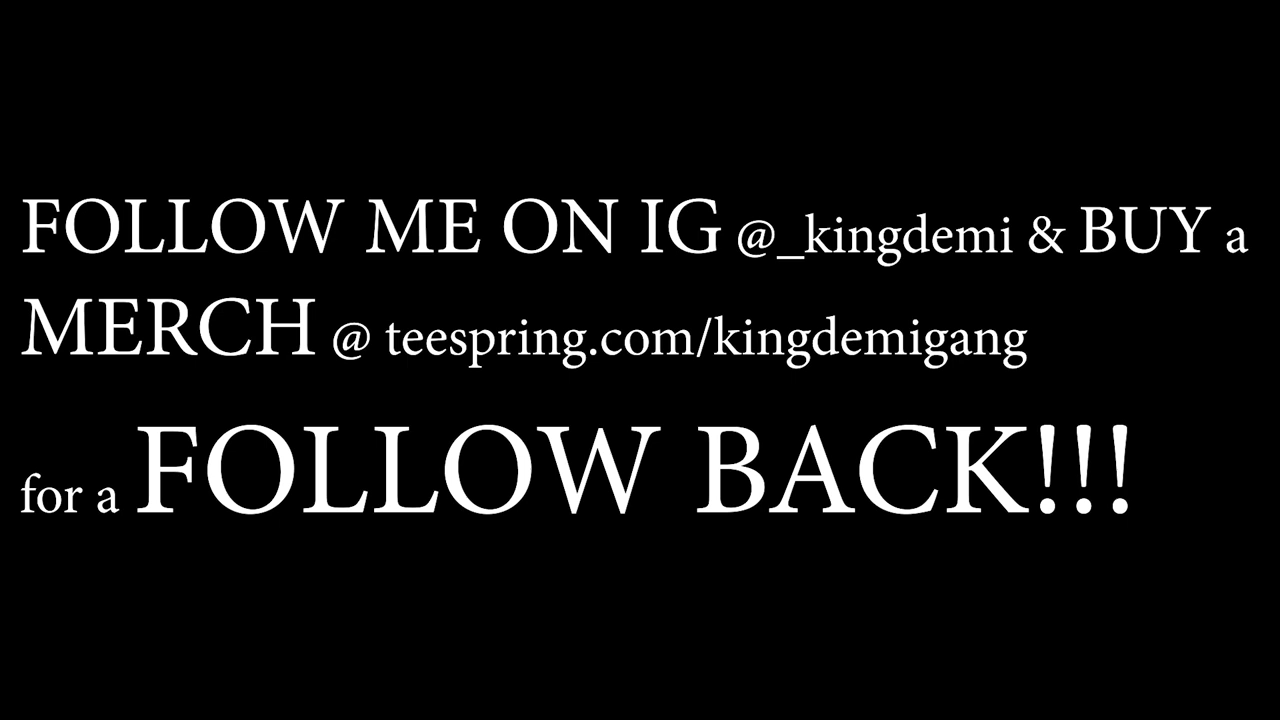 FOLLOW ME ON IG @_kingdemi & BUY a
MERCH @ teespring.com/kingdemigang
for a FOLLOW BACK!!!